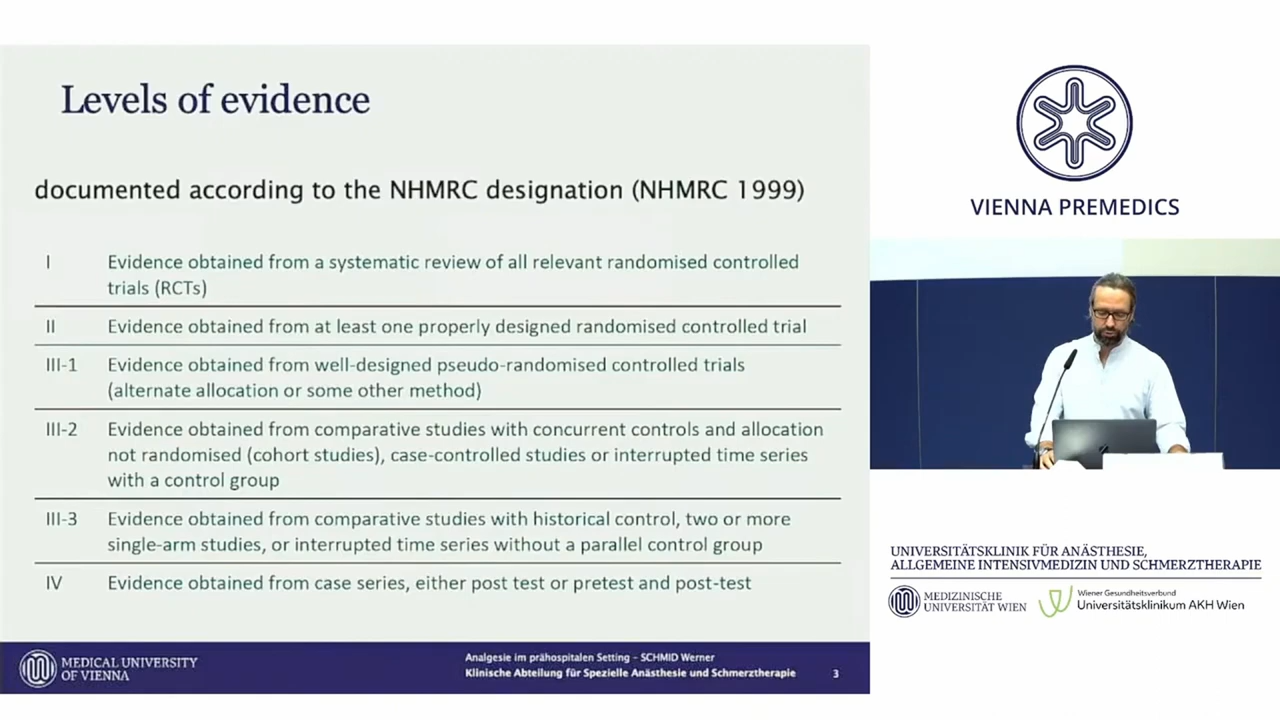 Levels of evidence
documented according to the NHMRC designation (NHMRC 1999)
I Evidence obtained from a systematic review of all relevant randomised controlled
trials (RCTs)
II Evidence obtained from at least one properly designed randomised controlled trial
III-1 Evidence obtained from well-designed pseudo-randomised controlled trials
(alternate allocation or some other method)
III-2 Evidence obtained from comparative studies with concurrent controls and allocation
not randomised (cohort studies), case-controlled studies or interrupted time series
with a control group
III-3 Evidence obtained from comparative studies with historical control, two or more
single-arm studies, or interrupted time series without a parallel control group
IV Evidence obtained from case series, either post test or pretest and post-test
MEDICAL UNIVERSITY
OF VIENNA
Analgesie im prähospitalen Setting – SCHMID Werner
Klinische Abteilung für Spezielle Anästhesie und Schmerztherapie
3
VIENNA PREMEDICS
UNIVERSITÄTSKLINIK FÜR ANÄSTHESIE,
ALLGEMEINE INTENSIVMEDIZIN UND SCHMERZTHERAPIE
MEDIZINISCHE
UNIVERSITÄT WIEN
Wiener Gesundheitsverbund
Universitätsklinikum AKH Wien